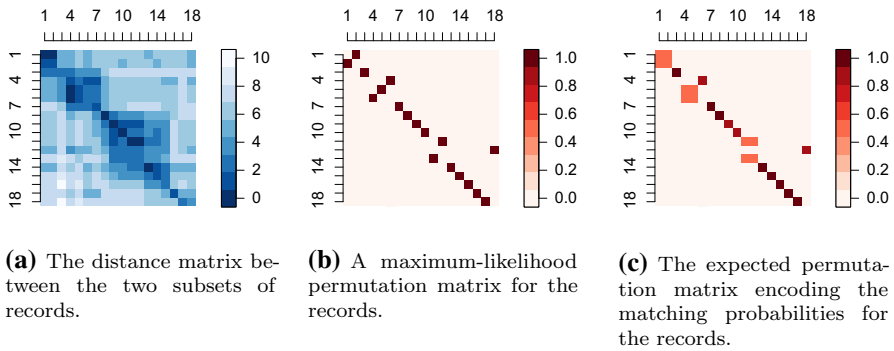 1 4 7 10 14 18
1 4 7 10 14 18
1 4 7 10 14 18
1 4 7 10 14 18
10 8 6 4 2 0
1 4 7 10 14 18
1.0 0.8 0.6 0.4 0.2 0.0
1 4 7 10 14 18
1.0 0.8 0.6 0.4 0.2 0.0
(a) The distance matrix be-
tween the two subsets of
records.
(b) A maximum-likelihood
permutation matrix for the
records.
(c) The expected permuta-
tion matrix encoding the
matching probabilities for
the records.